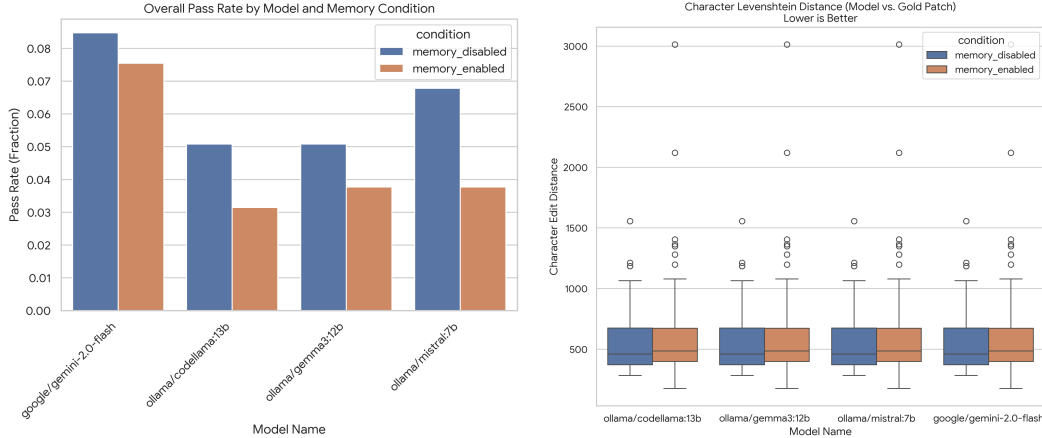 Overall Pass Rate by Model and Memory Condition
condition
memory_disabled
memory_enabled
0.08
0.07
0.06
0.05
0.04
0.03
0.02
0.01
0.00
Pass Rate (Fraction)
google/gemini-2.0-flash
ollama/codellama:13b
ollama/gemma3:12b
ollama/mistral:7b
Model Name
Character Levenshtein Distance (Model vs. Gold Patch)
Lower is Better
condition
memory_disabled
memory_enabled
3000
2500
2000
1500
1000
500
Character Edit Distance
ollama/codellama:13b
ollama/gemma3:12b
ollama/mistral:7b
google/gemini-2.0-flash
Model Name